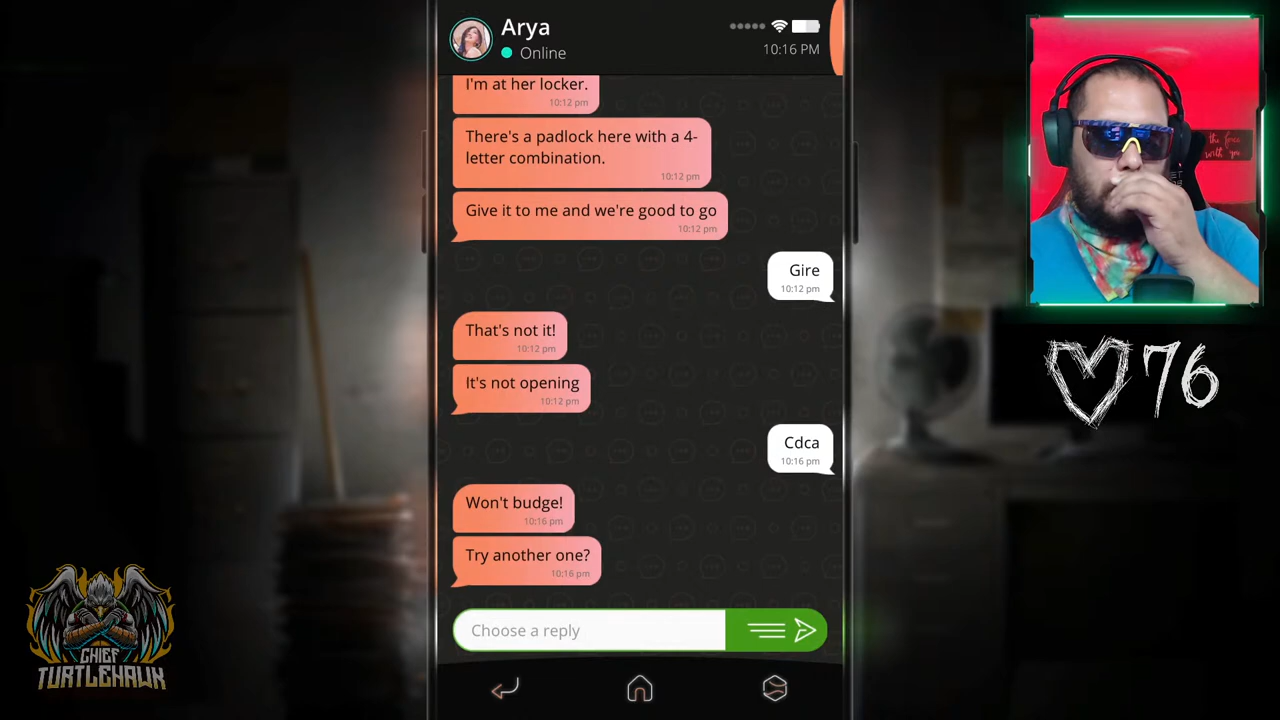 Arya
Online
10:16 PM
I'm at her locker.
10:12 pm
There's a padlock here with a 4-
letter combination.
10:12 pm
Give it to me and we're good to go
10:12 pm
Gire
10:12 pm
That's not it!
10:12 pm
It's not opening
10:12 pm
Cdca
10:16 pm
Won't budge!
10:16 pm
Try another one?
10:16 pm
Choose a reply
76
CHIEF
TURTLEHAWK